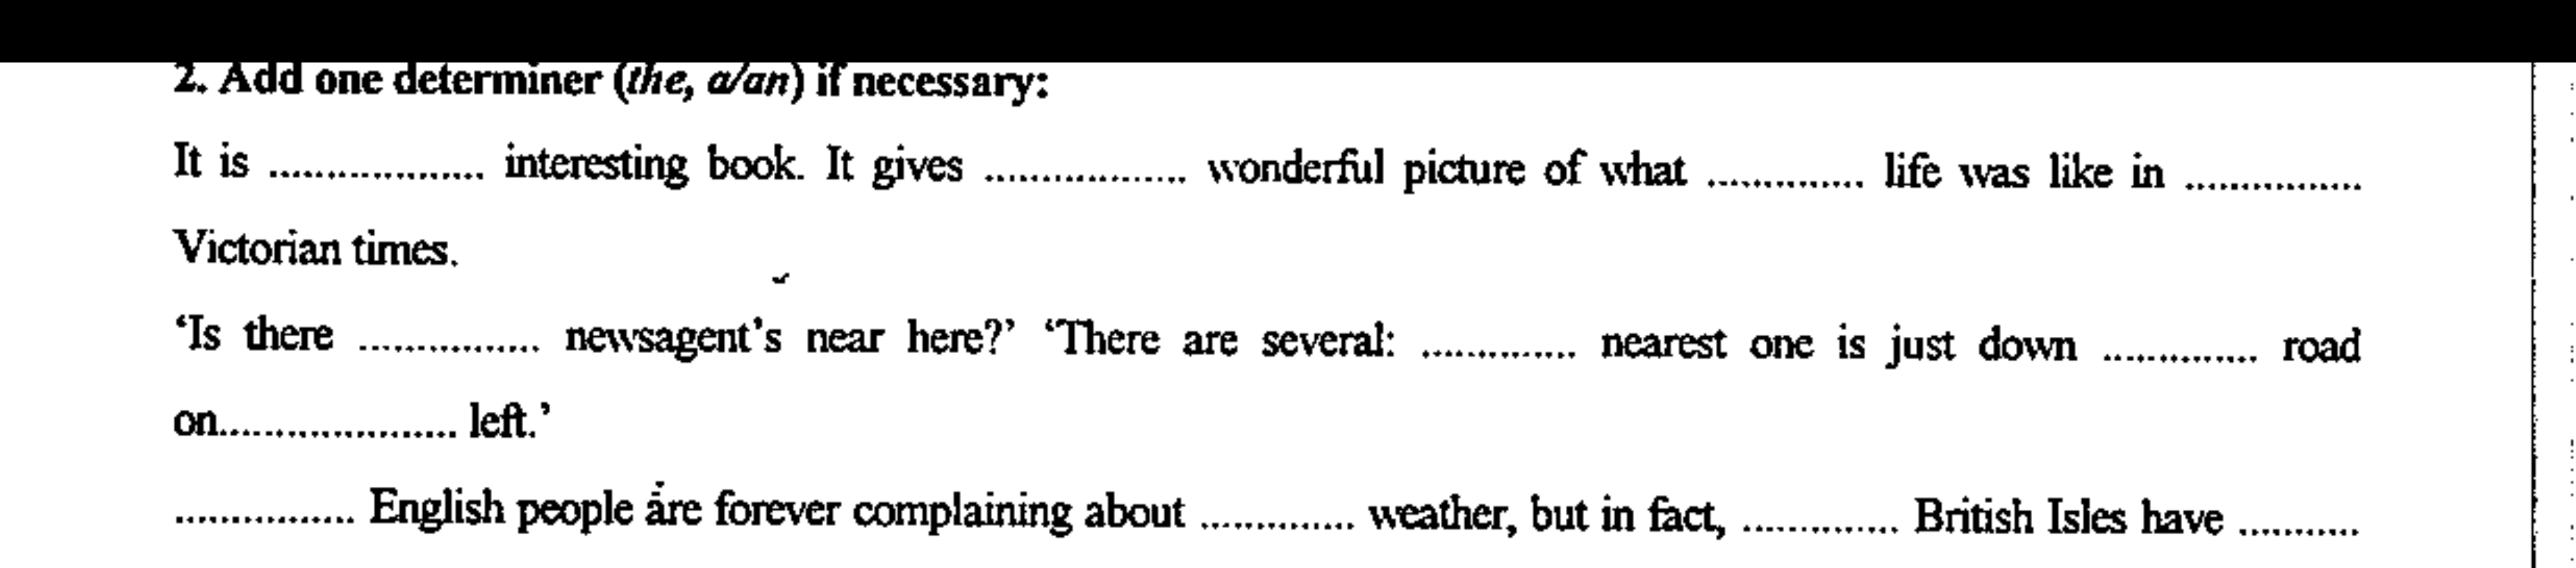 2. Add one determiner (the, a/an) if necessary:
It is ................... interesting book. It gives .................. wonderful picture of what .............. life was like in ................
Victorian times.
‘Is there ................ newsagent’s near here?’ ‘There are several: .............. nearest one is just down .............. road
on..................... left.’
................ English people are forever complaining about .............. weather, but in fact, .............. British Isles have ...........